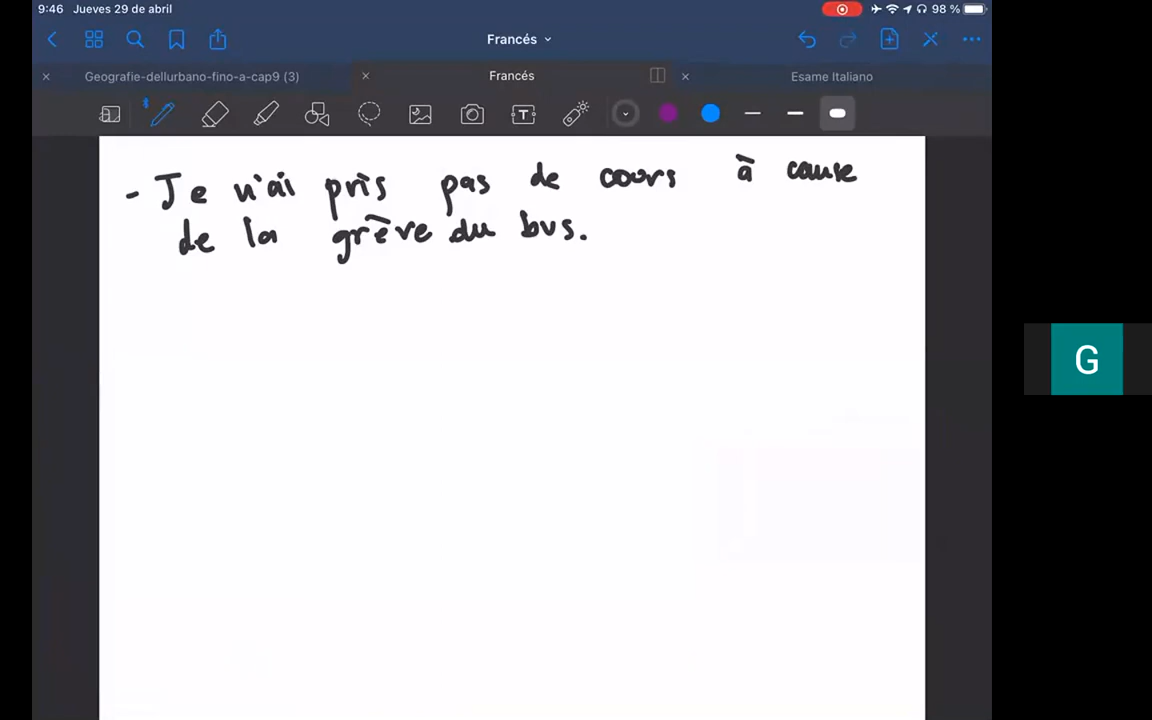 9:46 Jueves 29 de abril 98 %
Francés
Geografie-dellurbano-fino-a-cap9 (3) Francés Esame Italiano
- Je n'ai pris pas de cours à cause
de la grève du bus.
G